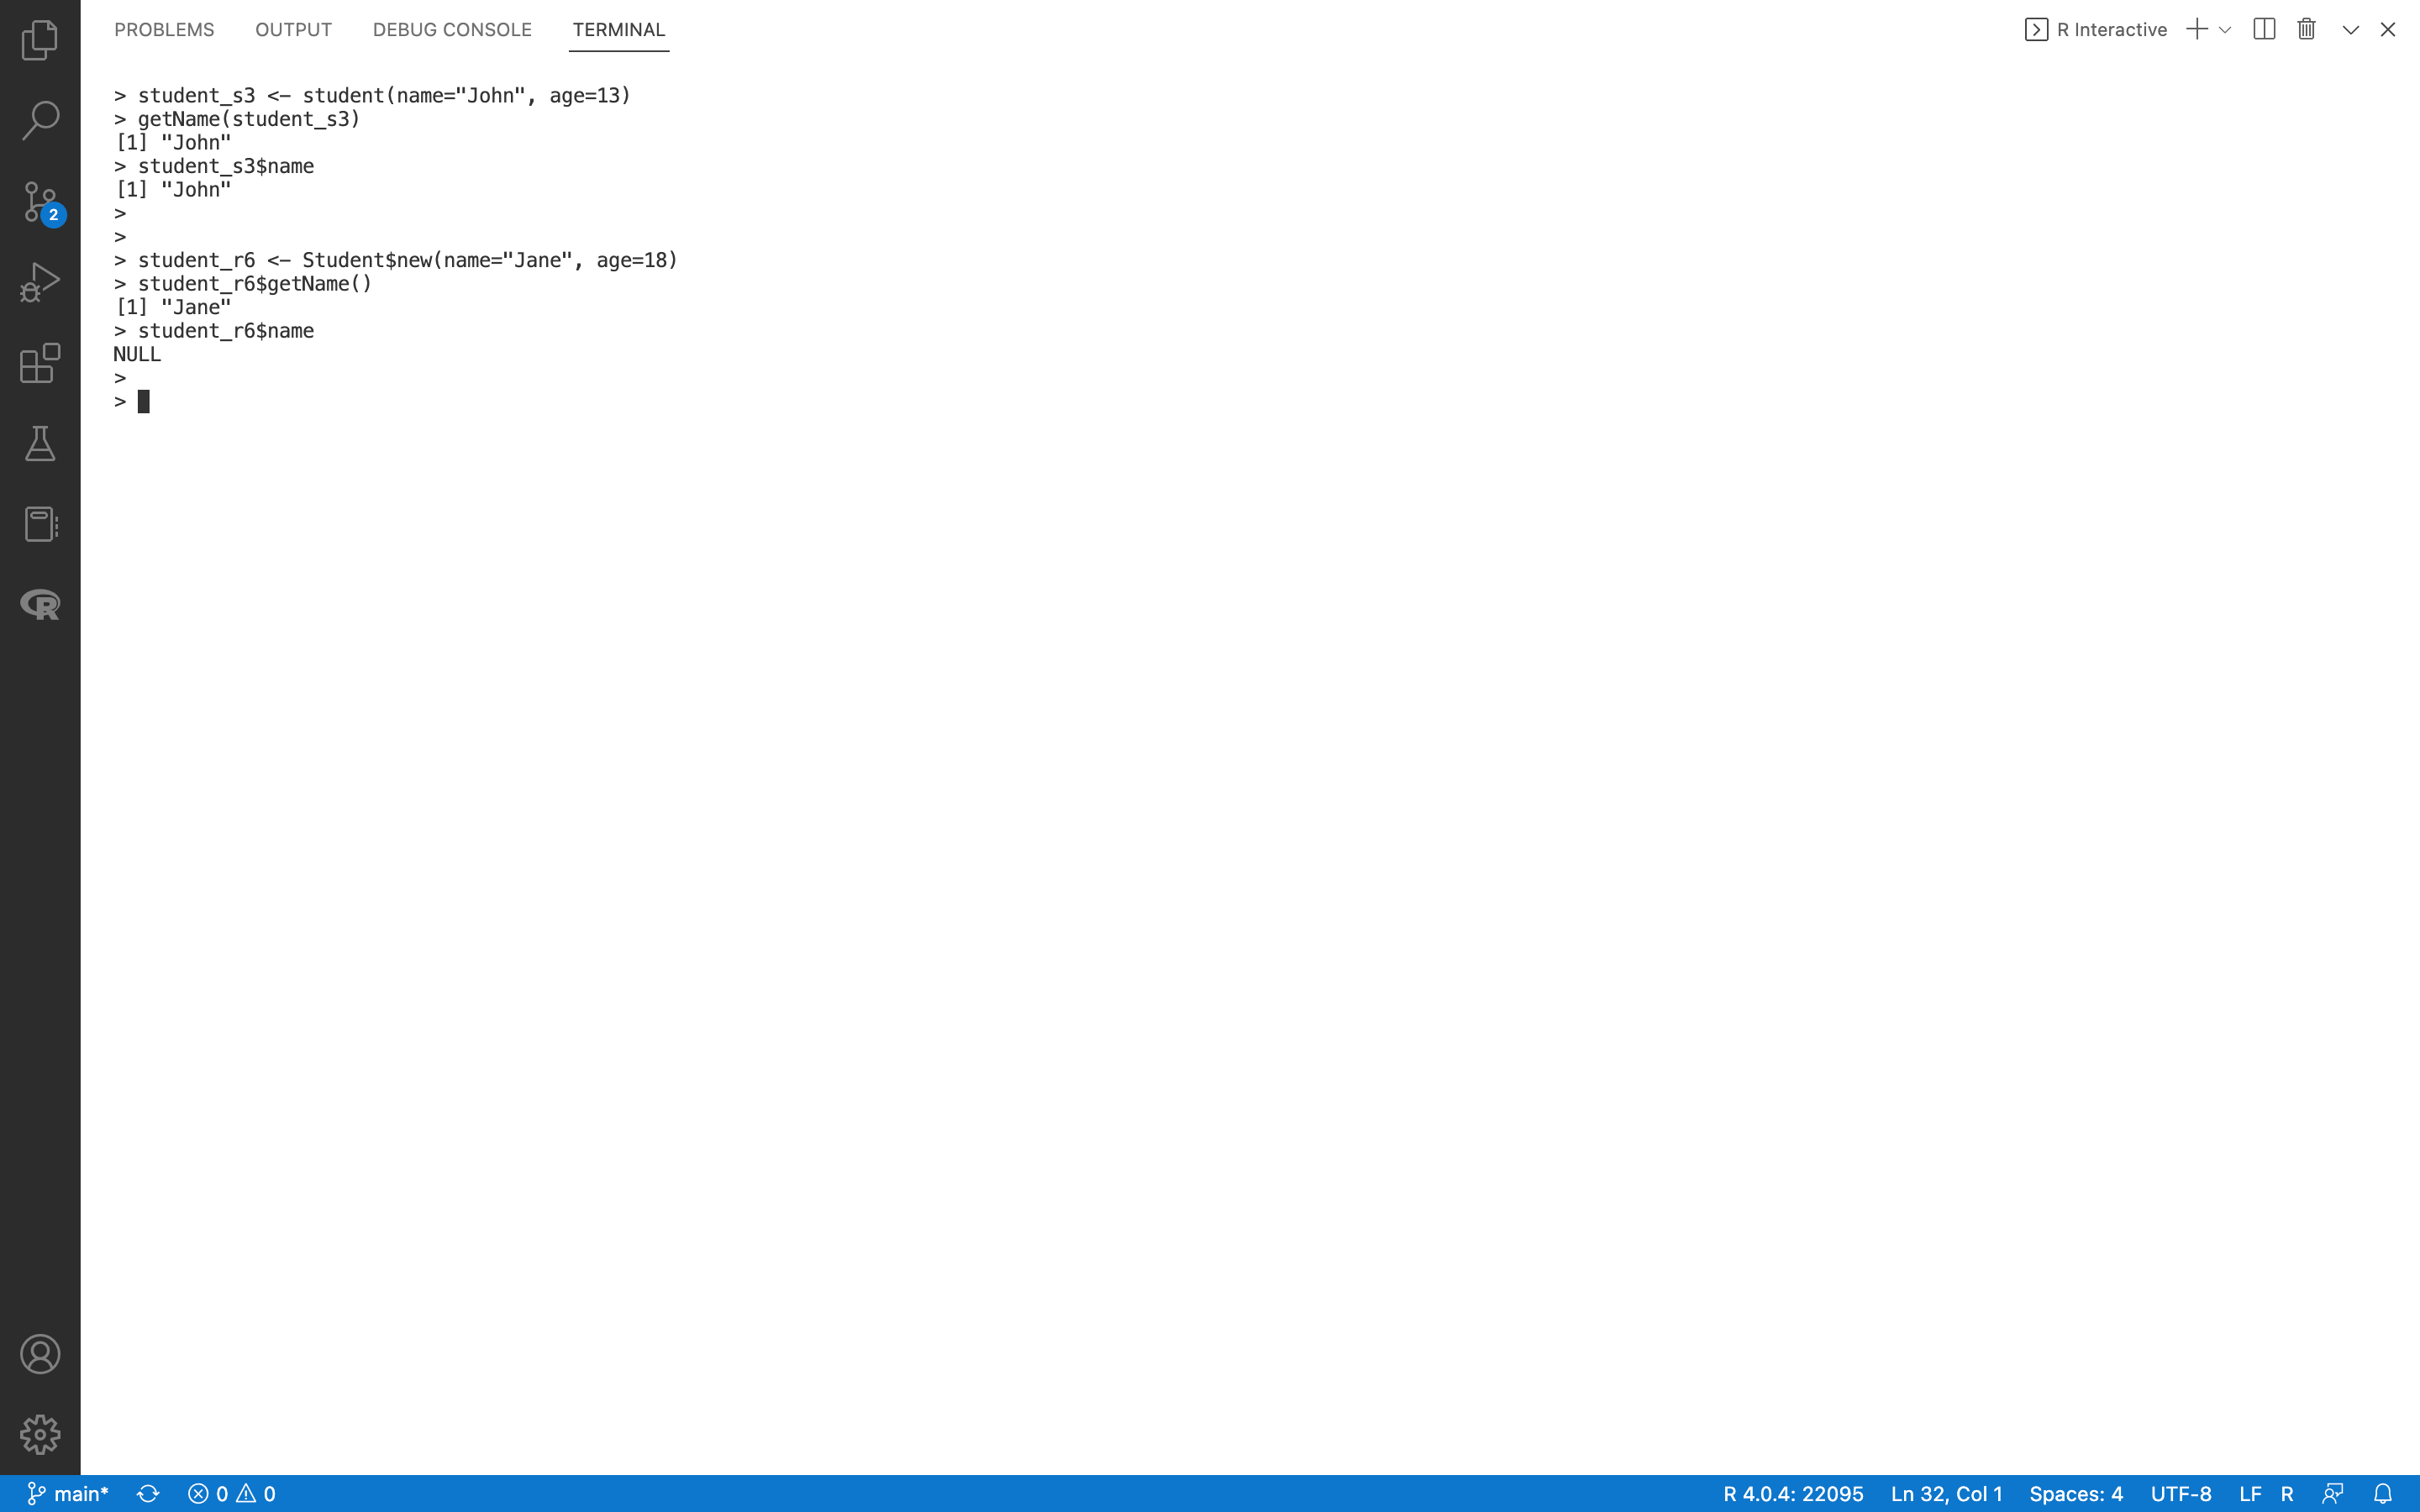 PROBLEMS OUTPUT DEBUG CONSOLE TERMINAL R Interactive
> student_s3 <- student(name="John", age=13)
> getName(student_s3)
[1] "John"
> student_s3$name
[1] "John"
>
>
> student_r6 <- Student$new(name="Jane", age=18)
> student_r6$getName()
[1] "Jane"
> student_r6$name
NULL
>
>
2
R
main* 0 0 R 4.0.4: 22095 Ln 32, Col 1 Spaces: 4 UTF-8 LF R